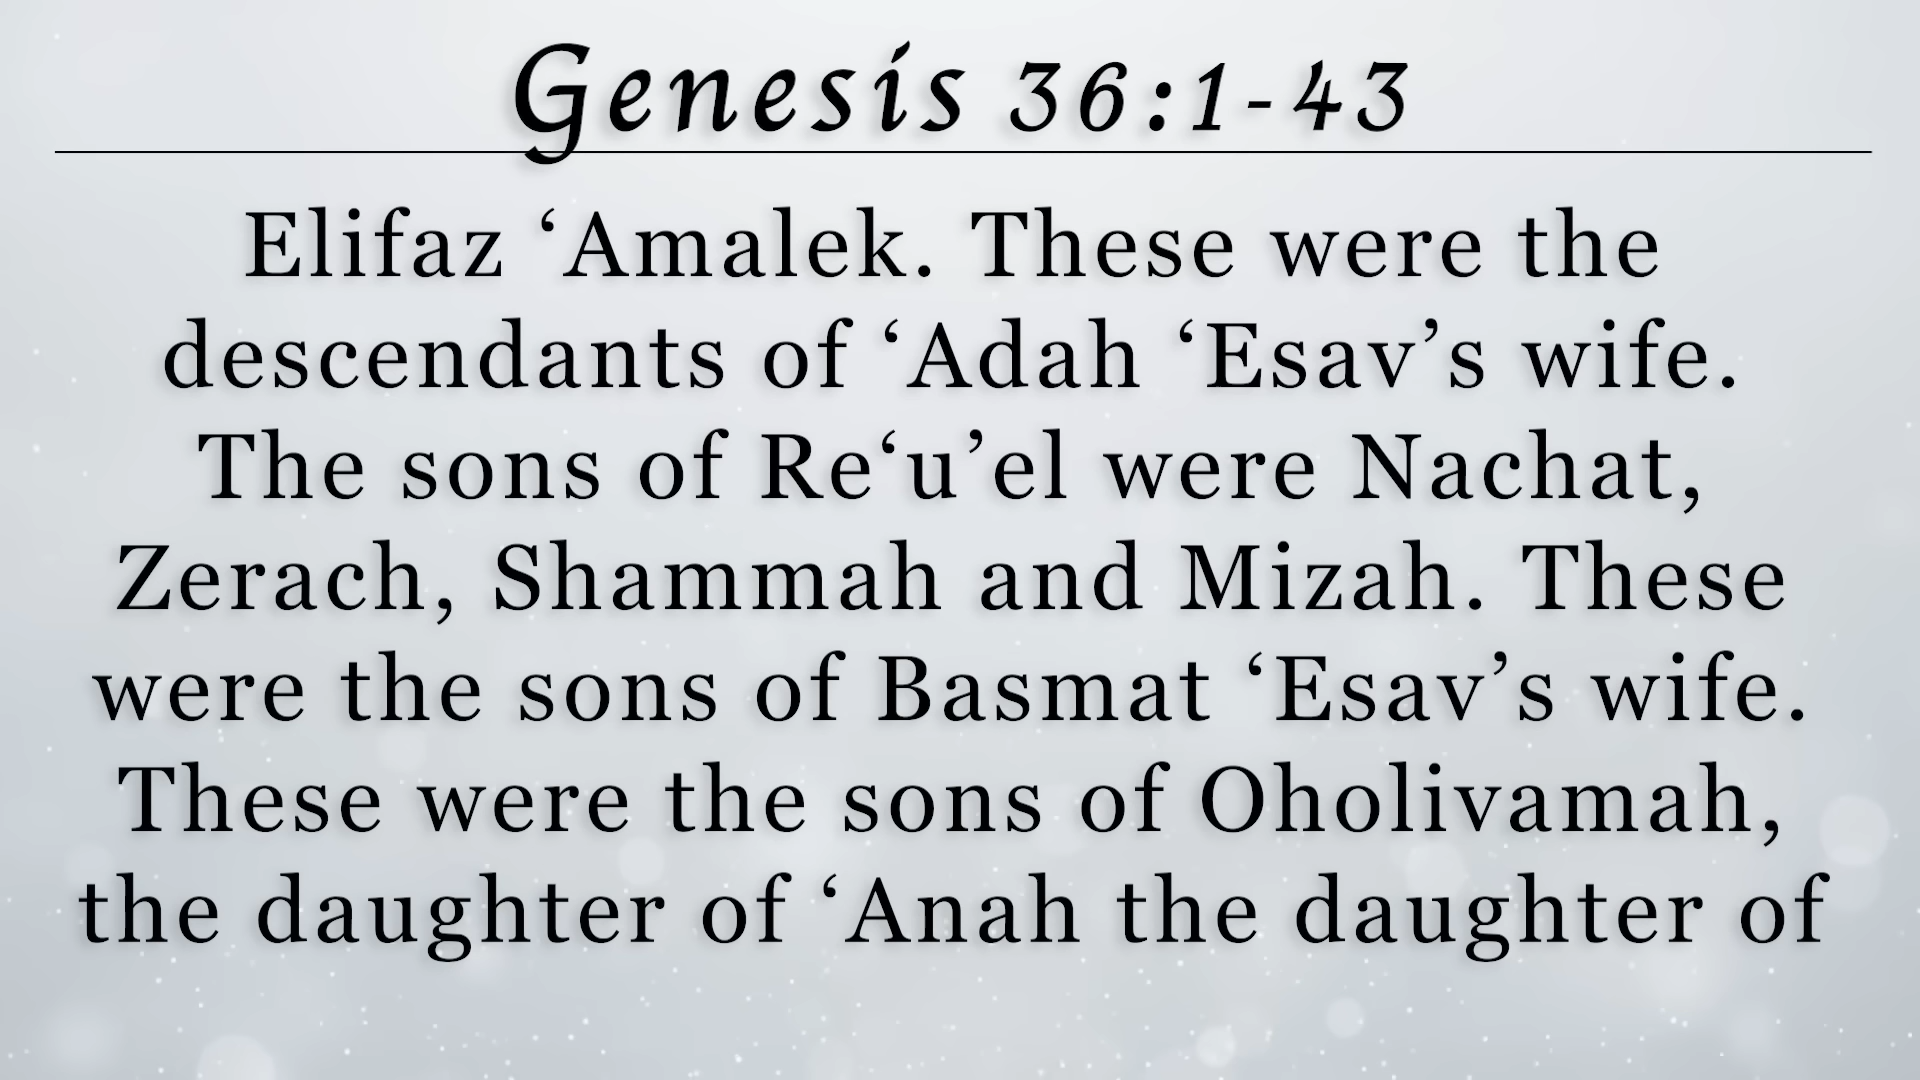 Genesis 36:1-43
Elifaz ‘Amalek. These were the
descendants of ‘Adah ‘Esav’s wife.
The sons of Re‘u’el were Nachat,
Zerach, Shammah and Mizah. These
were the sons of Basmat ‘Esav’s wife.
These were the sons of Oholivamah,
the daughter of ‘Anah the daughter of